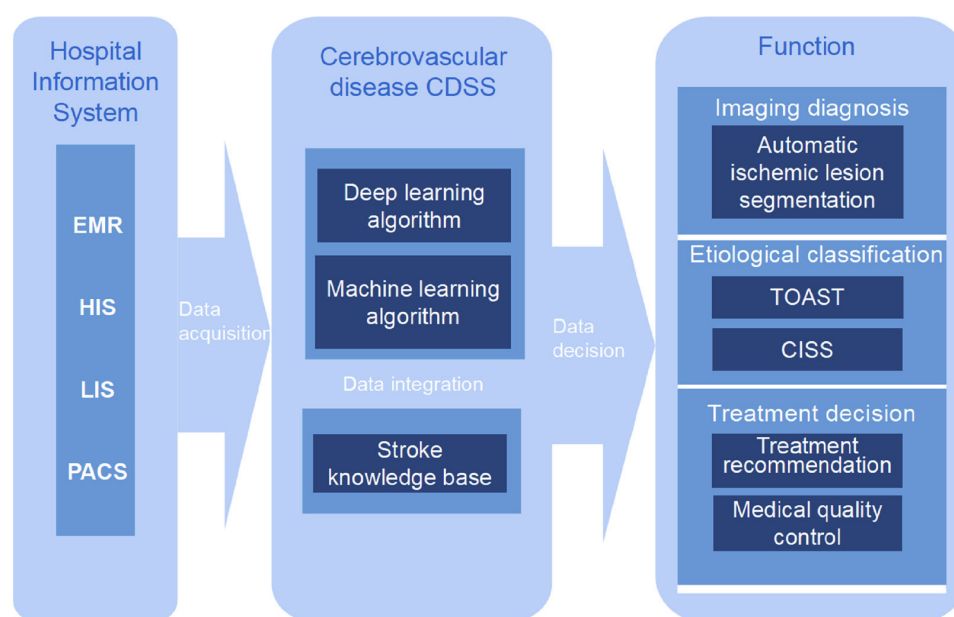 Hospital
Information
System
EMR
HIS
LIS
PACS
Data
acquisition
Cerebrovascular
disease CDSS
Deep learning
algorithm
Machine learning
algorithm
Data integration
Stroke
knowledge base
Data
decision
Function
Imaging diagnosis
Automatic
ischemic lesion
segmentation
Etiological classification
TOAST
CISS
Treatment decision
Treatment
recommendation
Medical quality
control